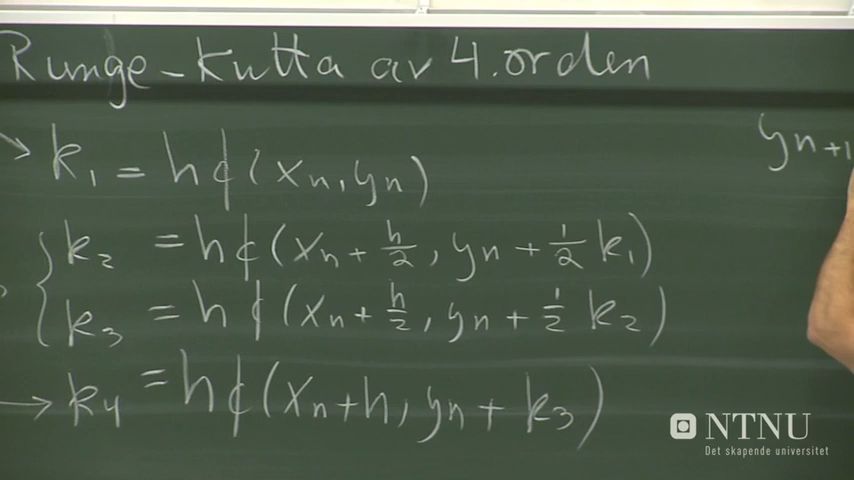 Runge-Kutta av 4. orden
→ k₁ = hf(xₙ, yₙ)
yₙ₊₁
k₂ = hf(xₙ + h/2, yₙ + 1/2 k₁)
k₃ = hf(xₙ + h/2, yₙ + 1/2 k₂)
→ k₄ = hf(xₙ + h, yₙ + k₃)
NTNU
Det skapende universitet